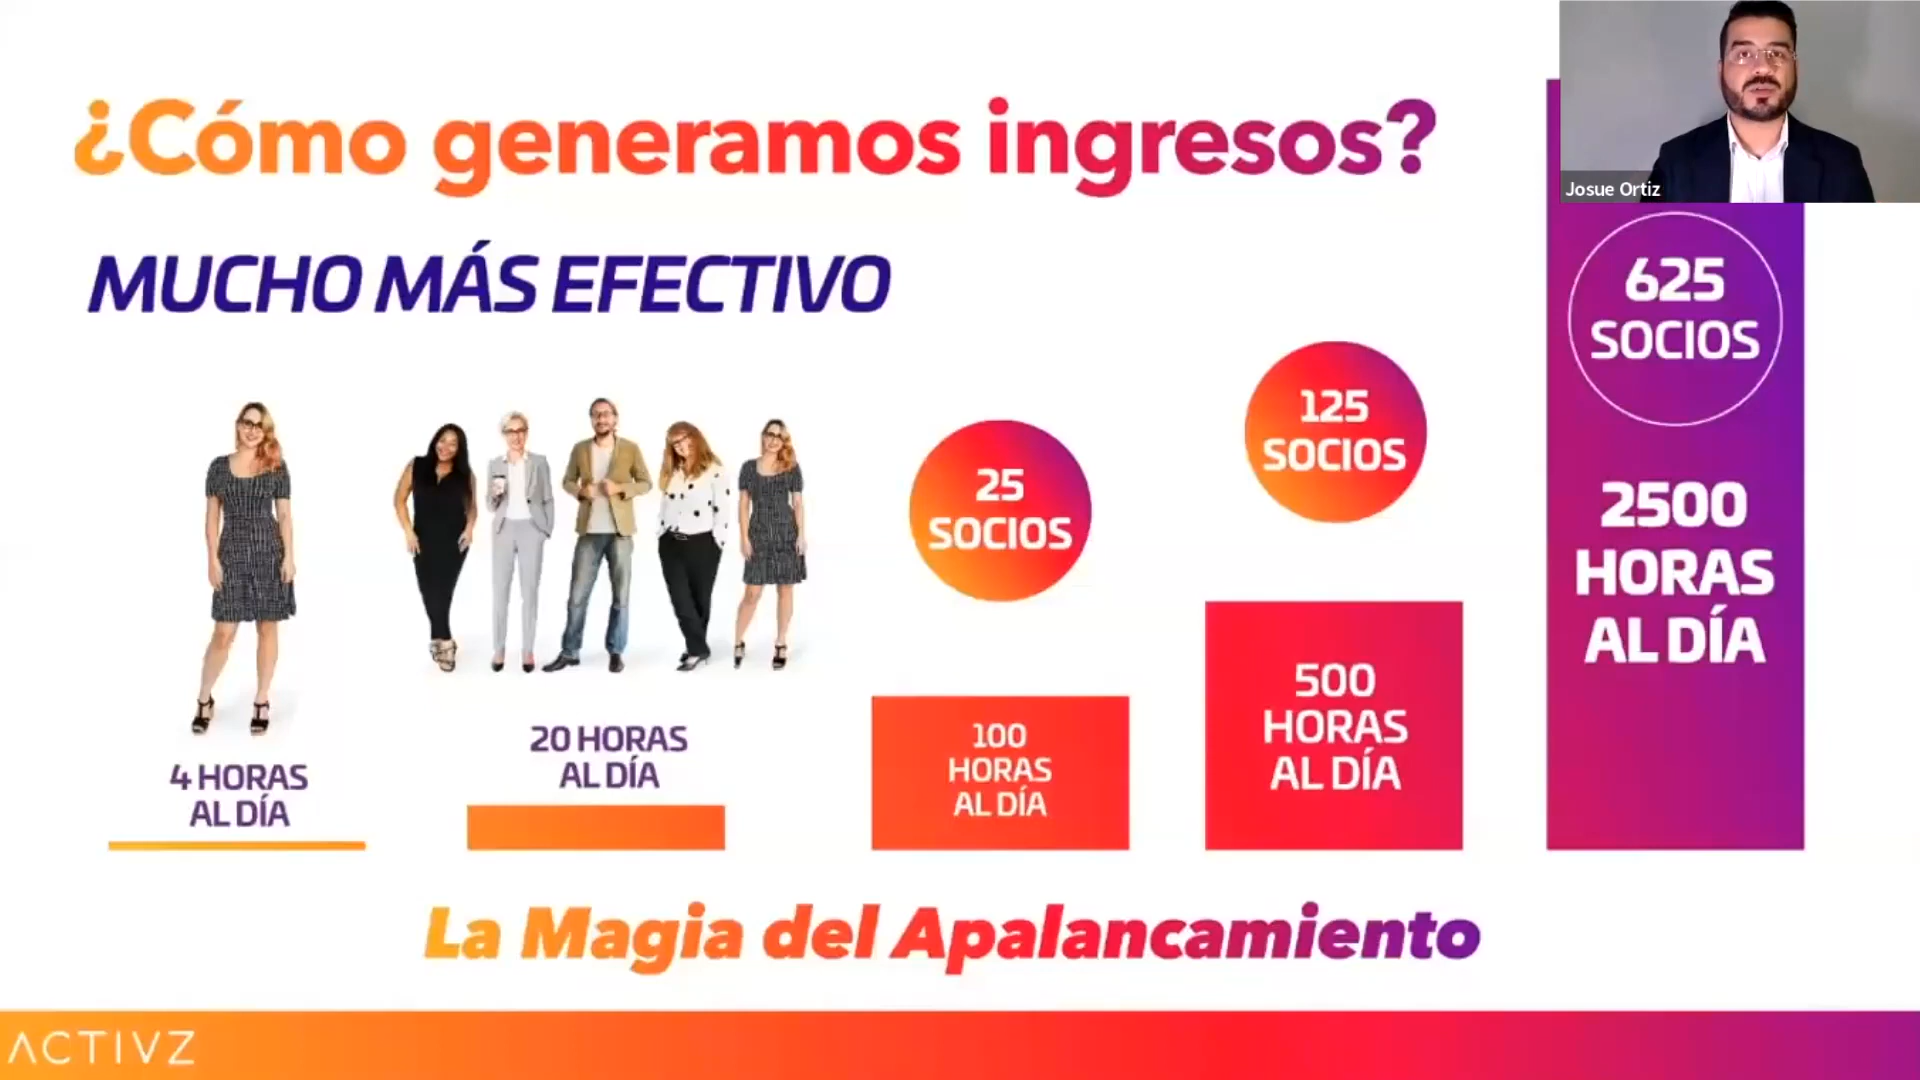 ¿Cómo generamos ingresos?
Josue Ortiz
MUCHO MÁS EFECTIVO
4 HORAS
AL DÍA
20 HORAS
AL DÍA
25
SOCIOS
100
HORAS
AL DÍA
125
SOCIOS
500
HORAS
AL DÍA
625
SOCIOS
2500
HORAS
AL DÍA
La Magia del Apalancamiento
ACTIVZ